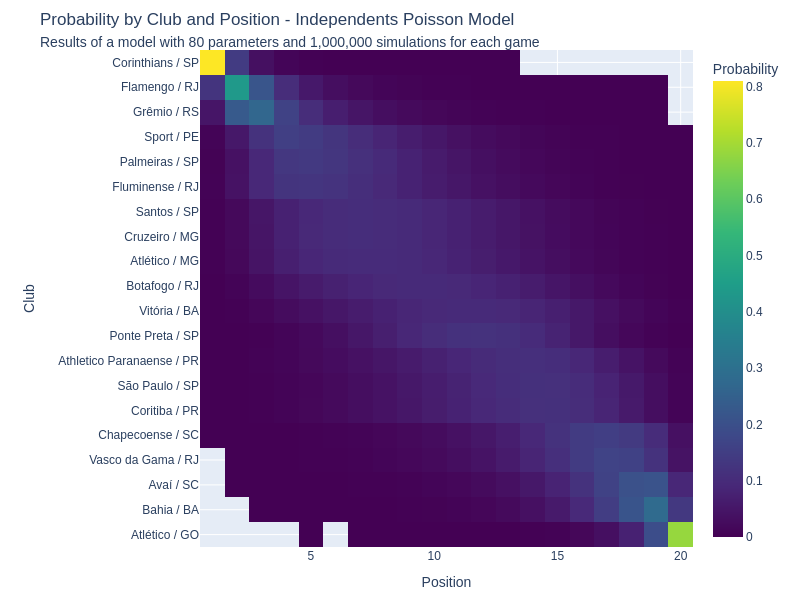 Probability by Club and Position - Independents Poisson Model
Results of a model with 80 parameters and 1,000,000 simulations for each game
Probability
Corinthians / SP
Flamengo / RJ
Grêmio / RS
Sport / PE
Palmeiras / SP
Fluminense / RJ
Santos / SP
Cruzeiro / MG
Atlético / MG
Botafogo / RJ
Vitória / BA
Ponte Preta / SP
Athletico Paranaense / PR
São Paulo / SP
Coritiba / PR
Chapecoense / SC
Vasco da Gama / RJ
Avaí / SC
Bahia / BA
Atlético / GO
Club
5
10
15
20
Position
0.8
0.7
0.6
0.5
0.4
0.3
0.2
0.1
0